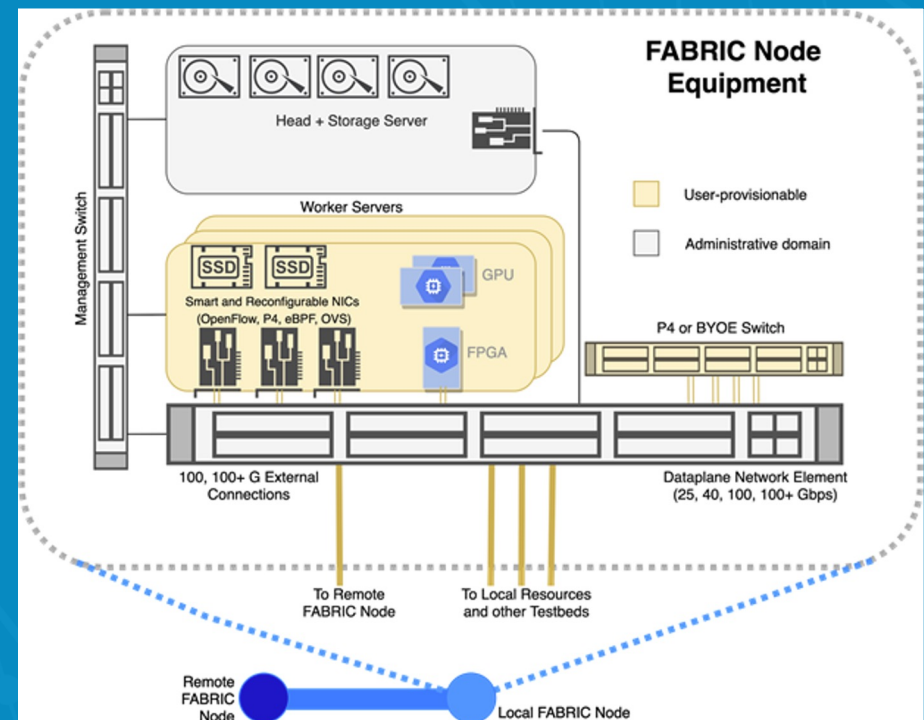 FABRIC Node
Equipment
Head + Storage Server
User-provisionable
Administrative domain
Management Switch
Worker Servers
SSD
SSD
GPU
Smart and Reconfigurable NICs
(OpenFlow, P4, eBPF, OVS)
FPGA
P4 or BYOE Switch
100, 100+ G External
Connections
Dataplane Network Element
(25, 40, 100, 100+ Gbps)
To Remote
FABRIC Node
To Local Resources
and other Testbeds
Remote
FABRIC
Node
Local FABRIC Node